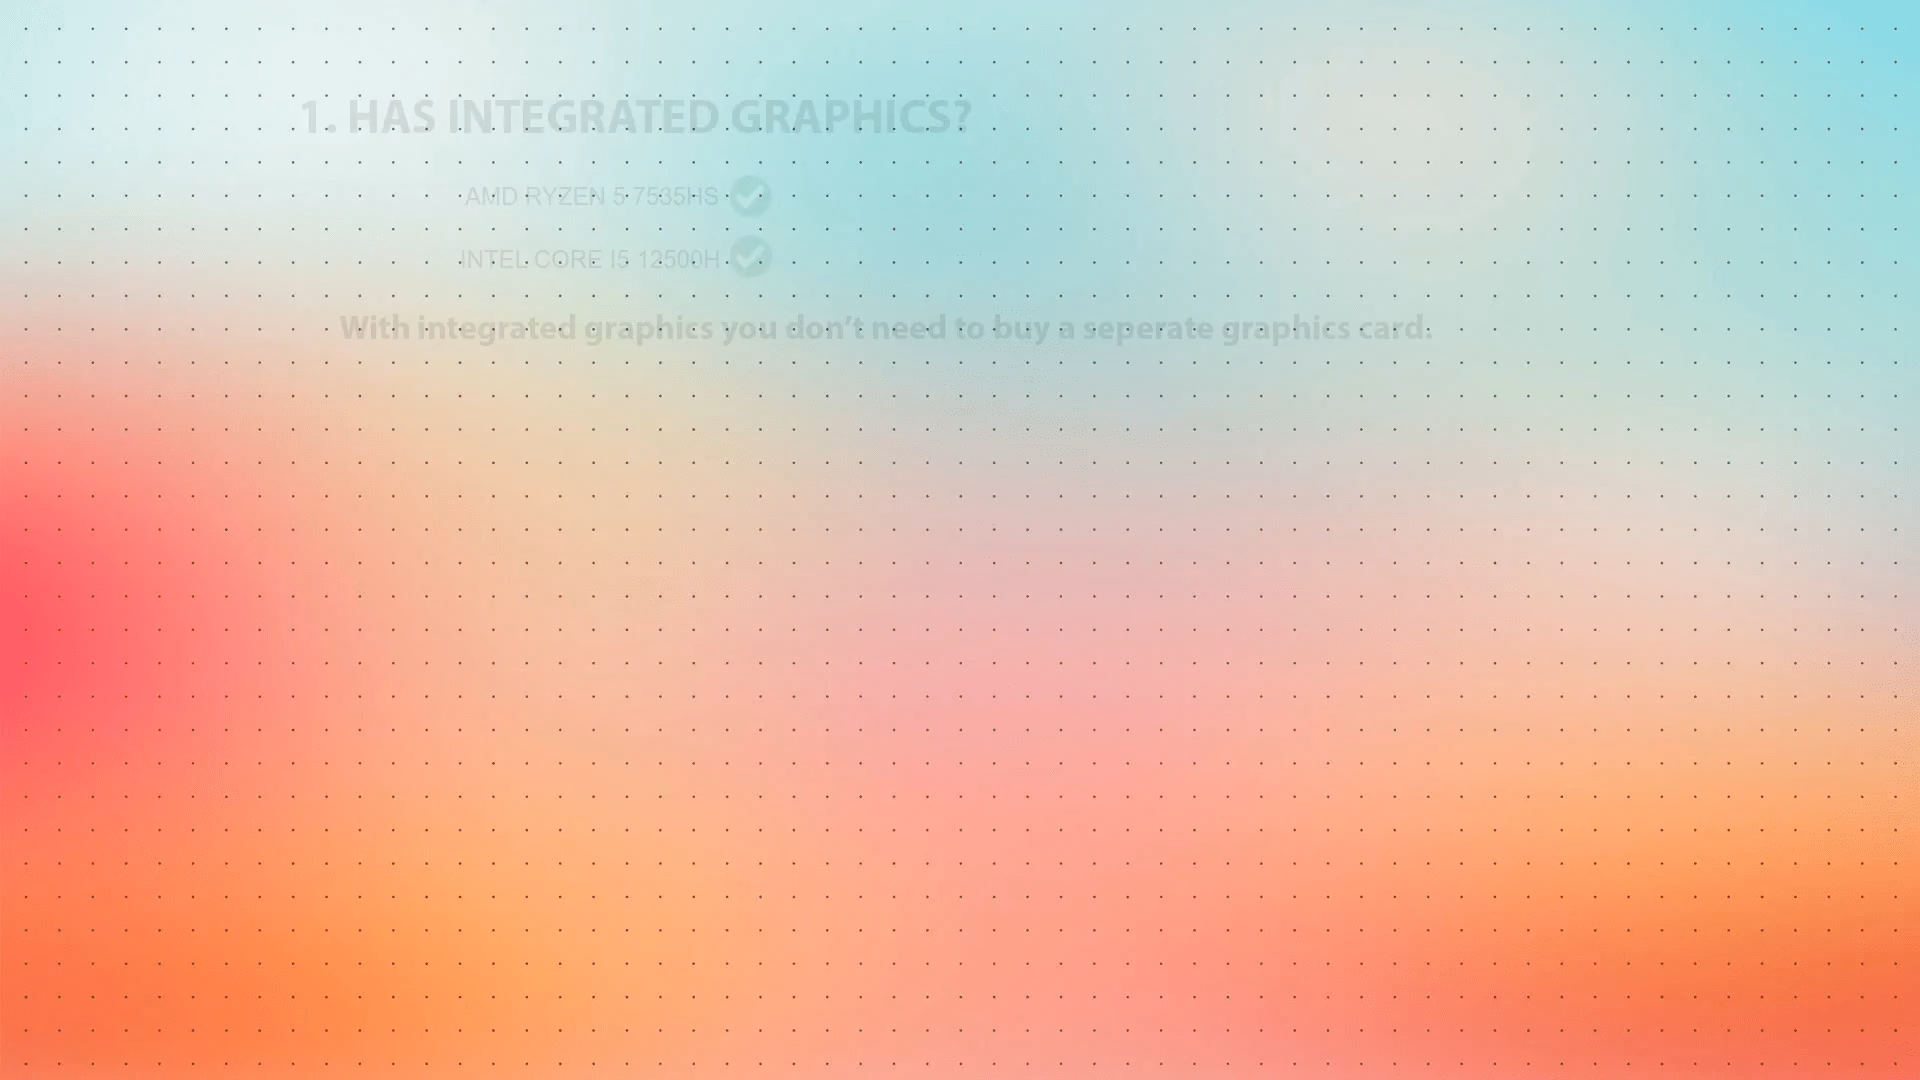 1. HAS INTEGRATED GRAPHICS?
AMD RYZEN 5 7535HS
INTEL CORE I5 12500H
With integrated graphics you don’t need to buy a seperate graphics card.